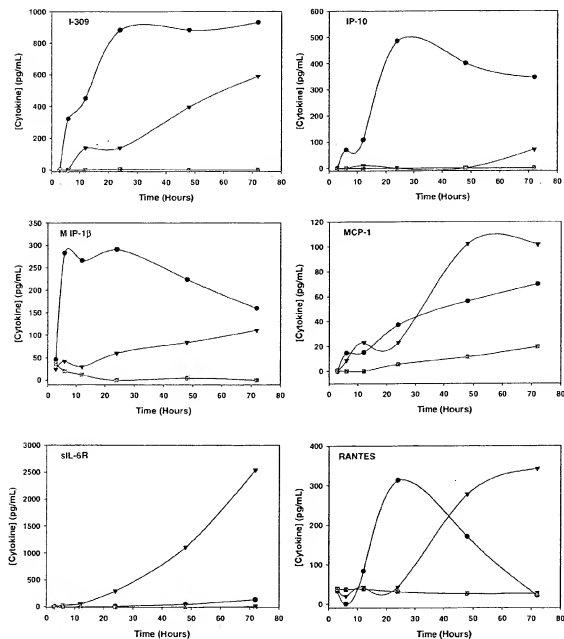 I-309
[Cytokine] (pg/mL)
1000
800
600
400
200
0
0 10 20 30 40 50 60 70 80
Time (Hours)
IP-10
[Cytokine] (pg/mL)
600
500
400
300
200
100
0
0 10 20 30 40 50 60 70 80
Time (Hours)
M IP-1β
[Cytokine] (pg/mL)
350
300
250
200
150
100
50
0
0 10 20 30 40 50 60 70 80
Time (Hours)
MCP-1
[Cytokine] (pg/mL)
120
100
80
60
40
20
0
0 10 20 30 40 50 60 70 80
Time (Hours)
sIL-6R
[Cytokine] (pg/mL)
3000
2500
2000
1500
1000
500
0
0 10 20 30 40 50 60 70 80
Time (Hours)
RANTES
[Cytokine] (pg/mL)
400
300
200
100
0
0 10 20 30 40 50 60 70 80
Time (Hours)